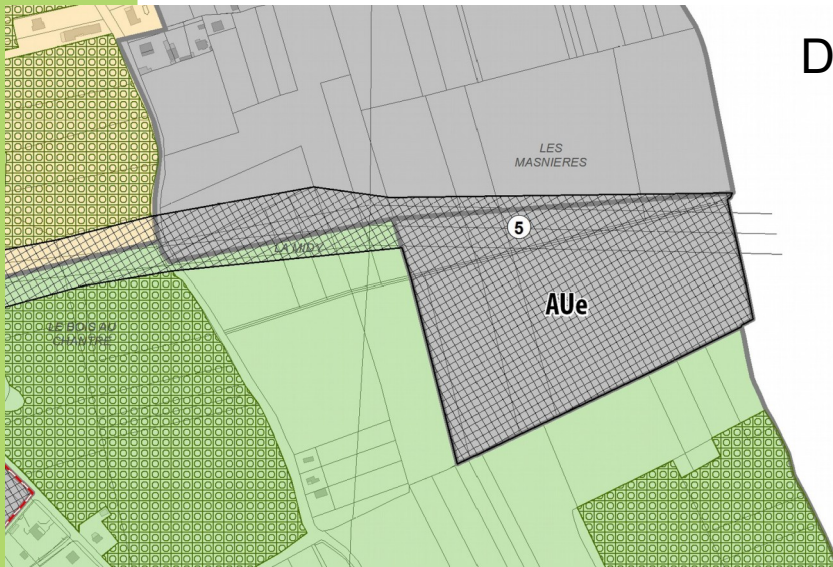 D
LES
MASNIERES
5
LA MIDY
AUe
LE BOIS AU
CHANTRE